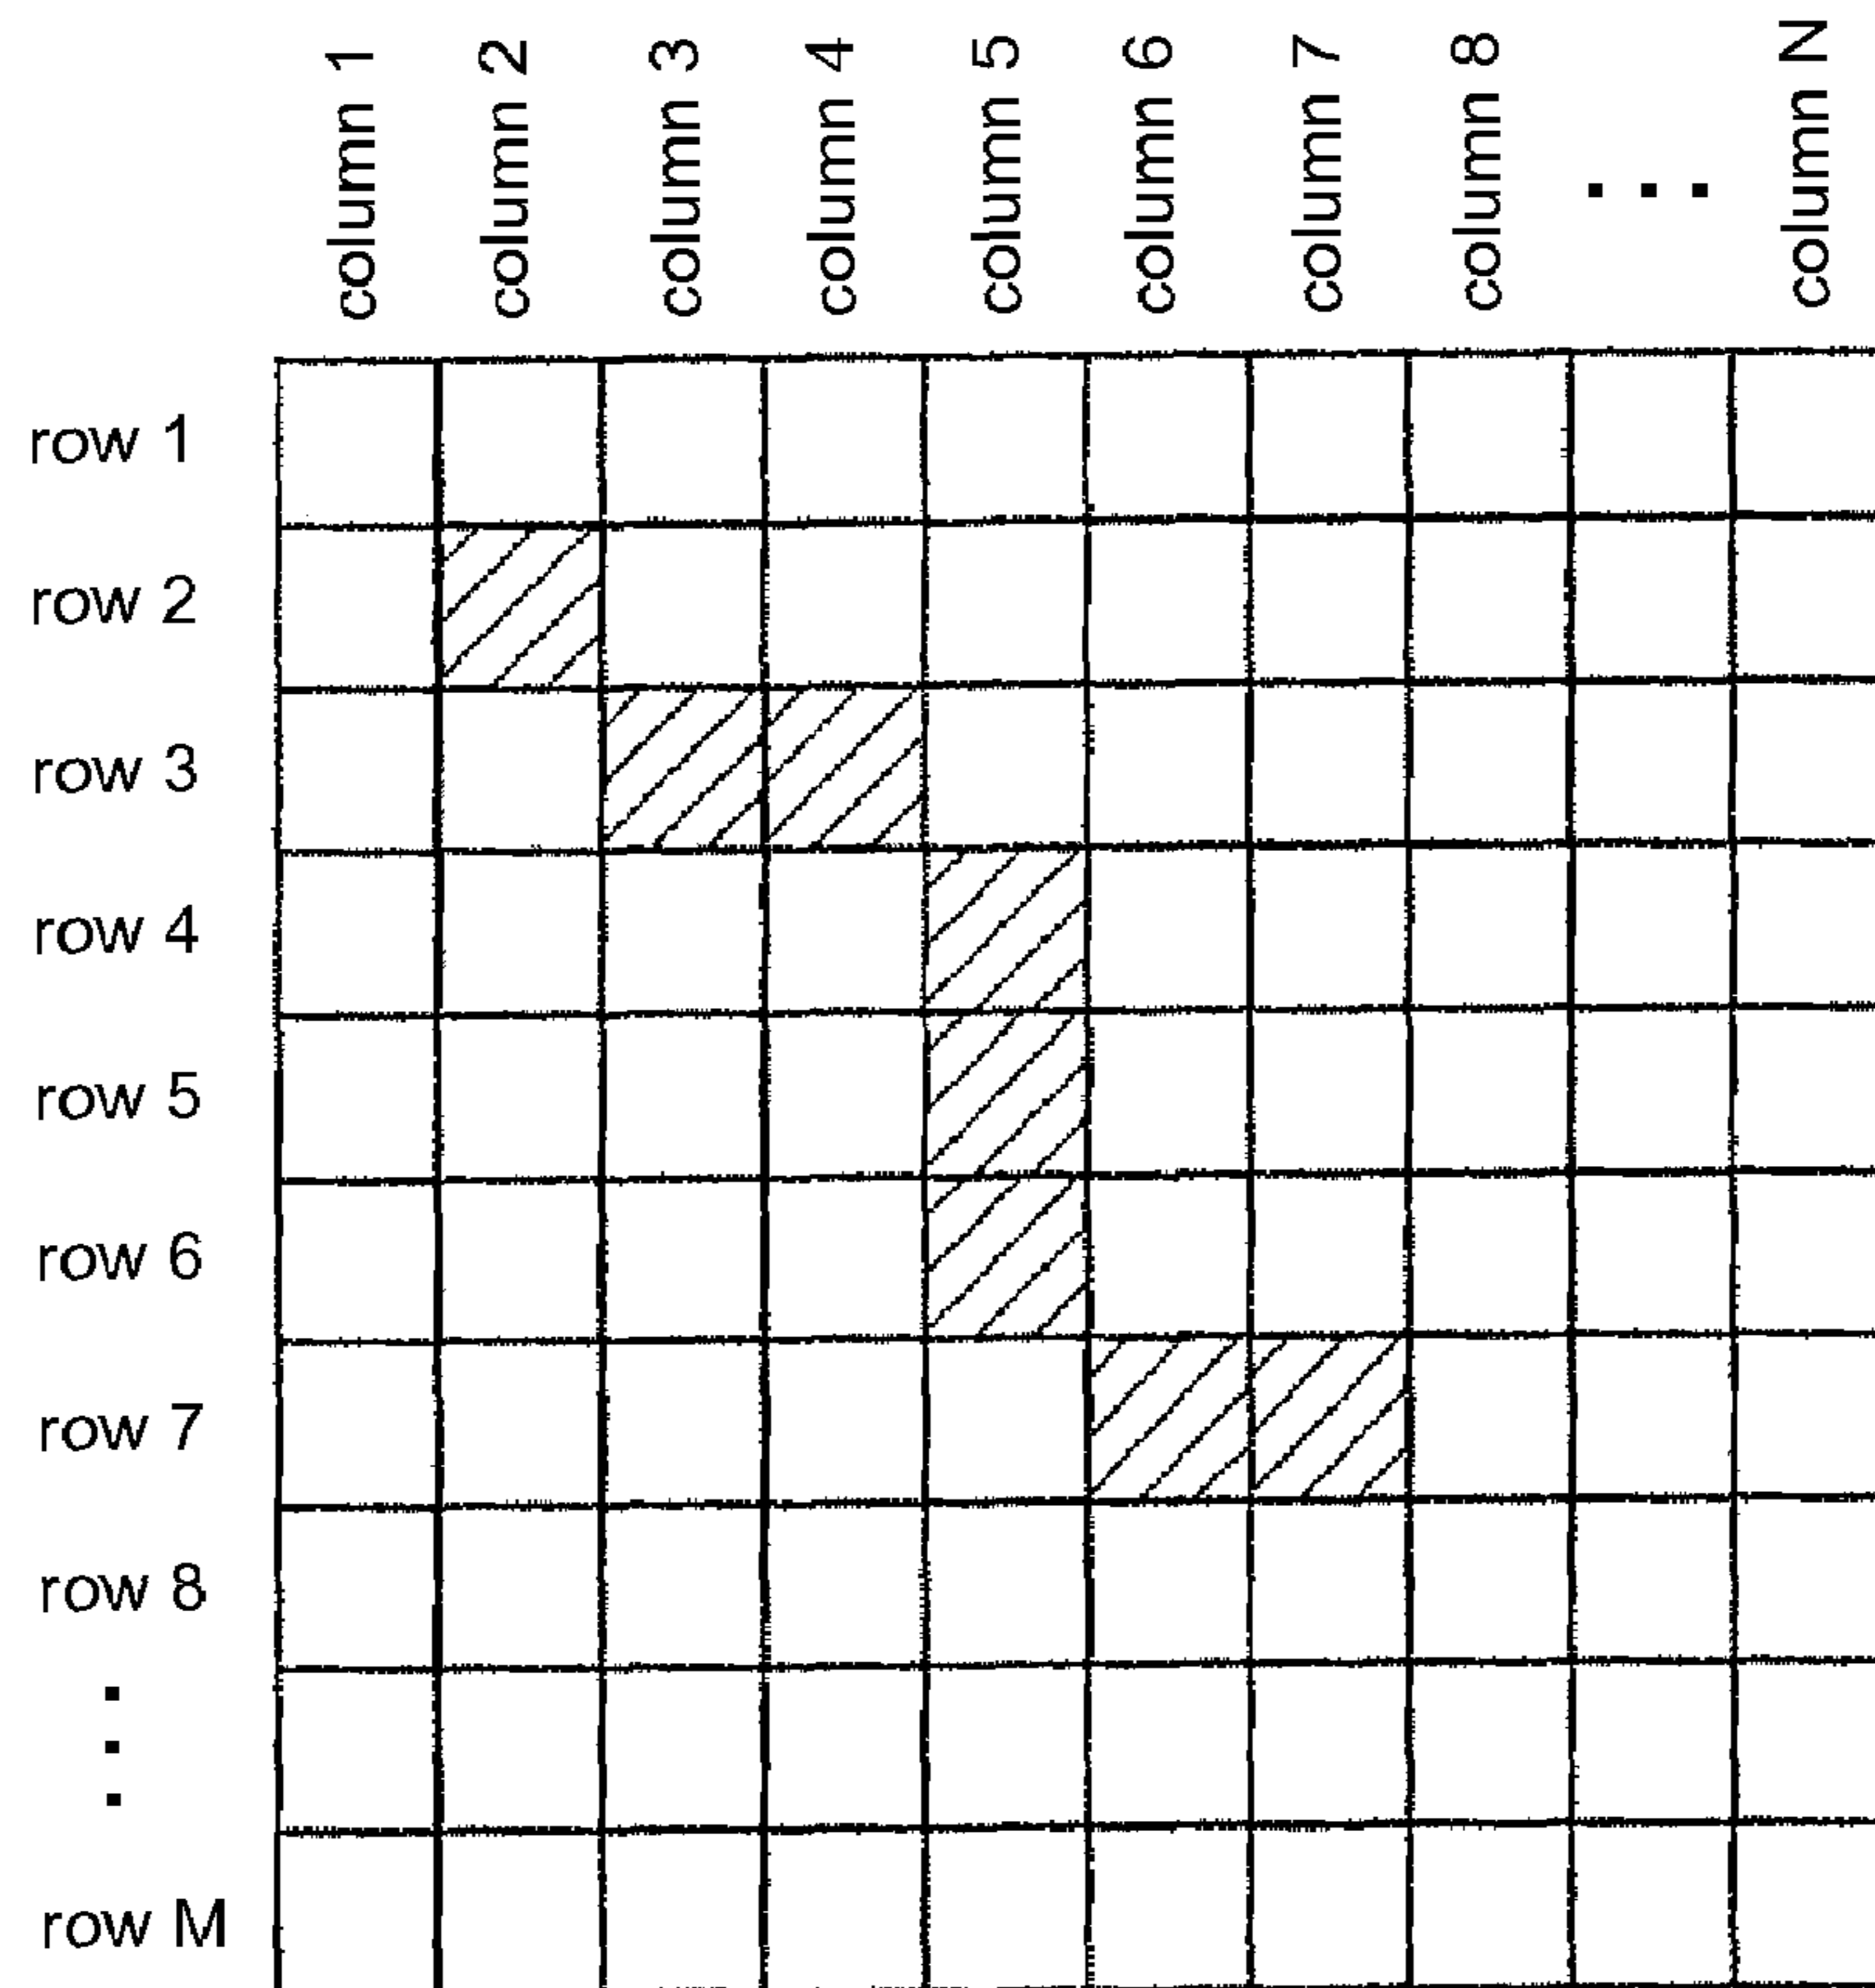 column 1
column 2
column 3
column 4
column 5
column 6
column 7
column 8
...
column N
row 1
row 2
row 3
row 4
row 5
row 6
row 7
row 8
⋮
row M